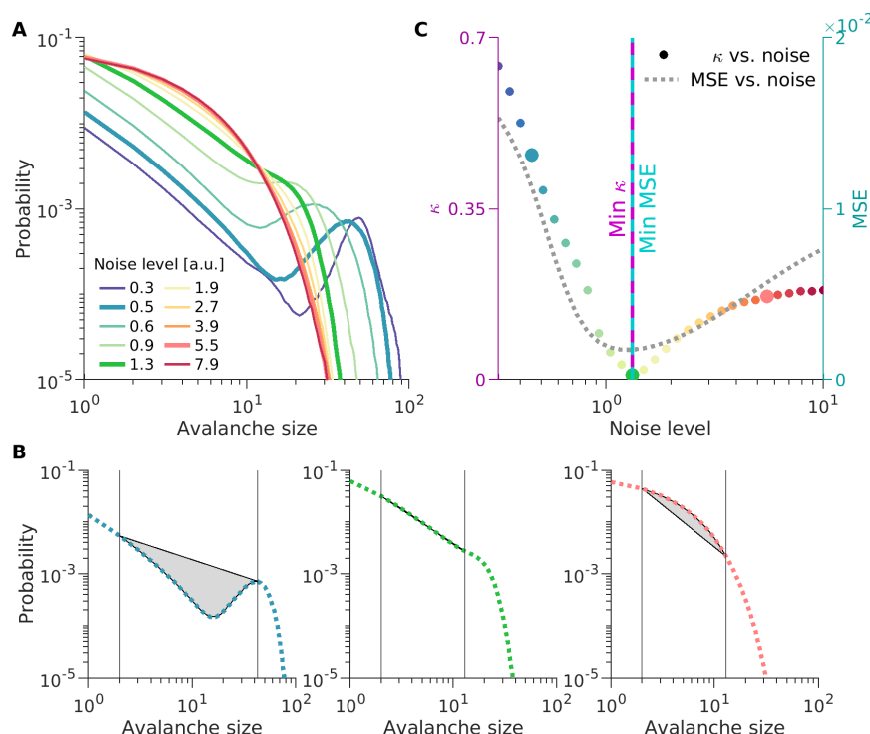 A
10^-1
10^-3
10^-5
Probability
Noise level [a.u.]
0.3 1.9
0.5 2.7
0.6 3.9
0.9 5.5
1.3 7.9
10^0 10^1 10^2
Avalanche size
C
×10^-2
0.7 2
0.35 1
0 0
κ
MSE
κ vs. noise
MSE vs. noise
Min κ
Min MSE
10^0 10^1
Noise level
B
10^-1
10^-3
10^-5
Probability
10^0 10^1 10^2
Avalanche size
10^-1
10^-3
10^-5
10^0 10^1 10^2
Avalanche size
10^-1
10^-3
10^-5
10^0 10^1 10^2
Avalanche size